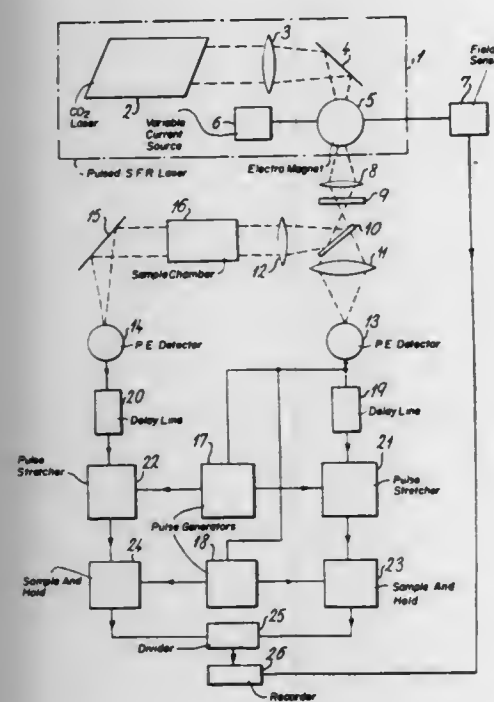 3
4
1
Field
Sensor
7
CO2
Laser
2
Variable
Current
Source
6
5
Pulsed S.F.R. Laser
Electro Magnet
8
9
15
16
10
11
Sample Chamber
12
14
P.E. Detector
13
P.E. Detector
20
Delay Line
19
Delay Line
17
Pulse
Stretcher
22
21
Pulse
Stretcher
Pulse Generators
18
24
23
Sample And
Hold
Sample And
Hold
25
Divider
26
Recorder